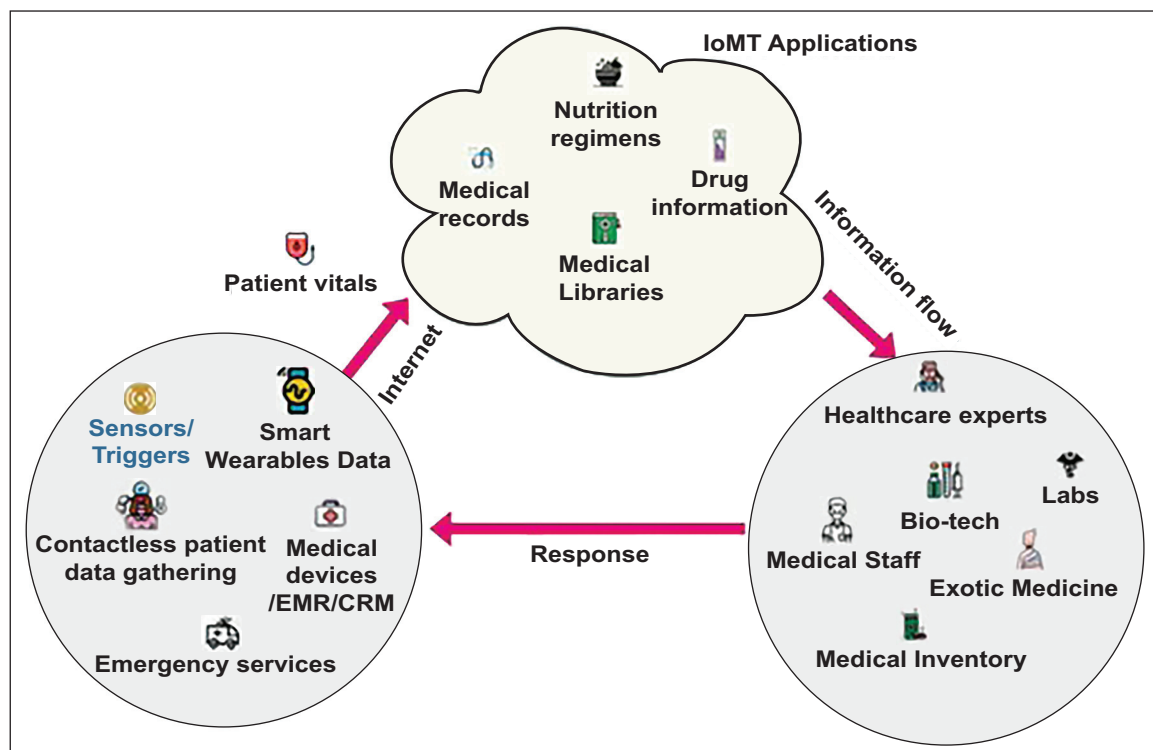 IoMT Applications
Nutrition
regimens
Medical
records
Drug
information
Medical
Libraries
Patient vitals
Internet
Information flow
Sensors/
Triggers
Smart
Wearables Data
Contactless patient
data gathering
Medical
devices
/EMR/CRM
Emergency services
Response
Healthcare experts
Labs
Bio-tech
Medical Staff
Exotic Medicine
Medical Inventory